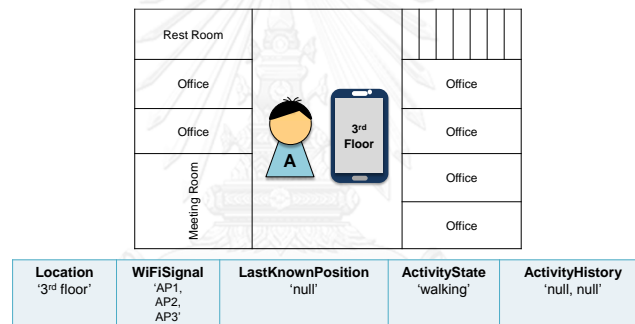 Rest Room
Office
Office
Meeting Room
A
3rd
Floor
Office
Office
Office
Office
Location
'3rd floor'
WiFiSignal
'AP1,
AP2,
AP3'
LastKnownPosition
'null'
ActivityState
'walking'
ActivityHistory
'null, null'